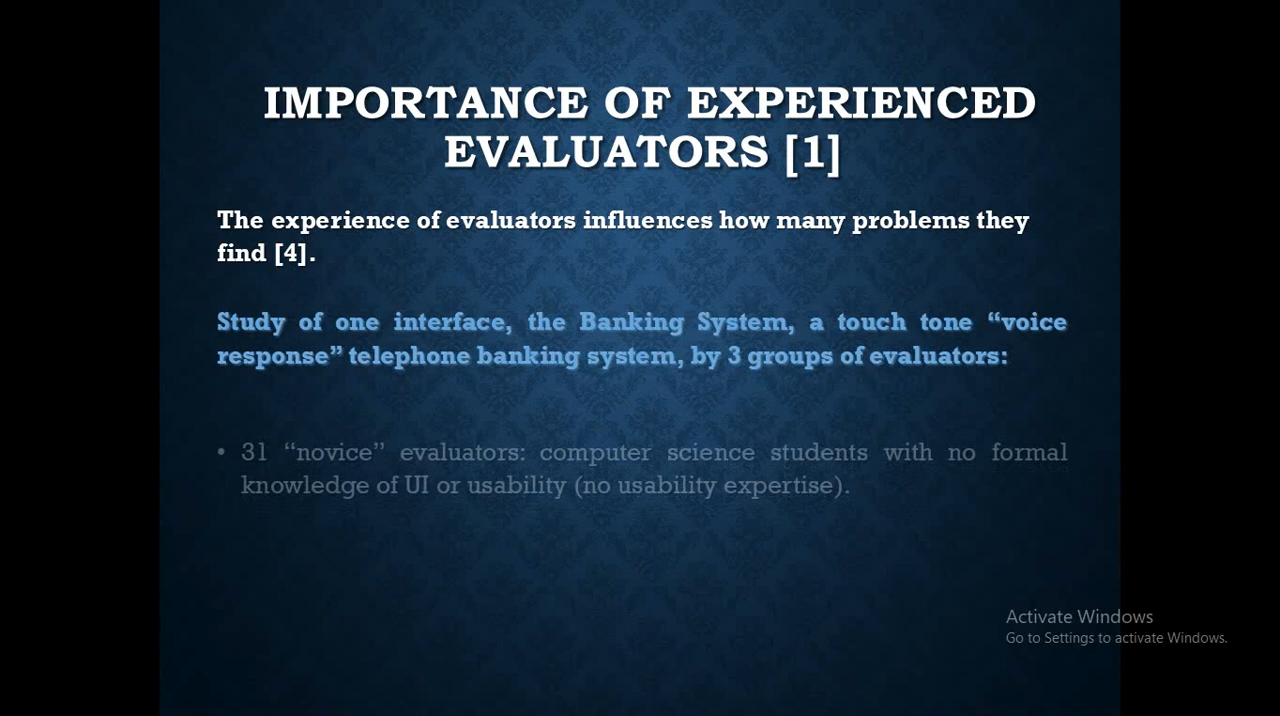 IMPORTANCE OF EXPERIENCED
EVALUATORS [1]
The experience of evaluators influences how many problems they
find [4].
Study of one interface, the Banking System, a touch tone “voice
response” telephone banking system, by 3 groups of evaluators:
• 31 “novice” evaluators: computer science students with no formal
knowledge of UI or usability (no usability expertise).
Activate Windows
Go to Settings to activate Windows.